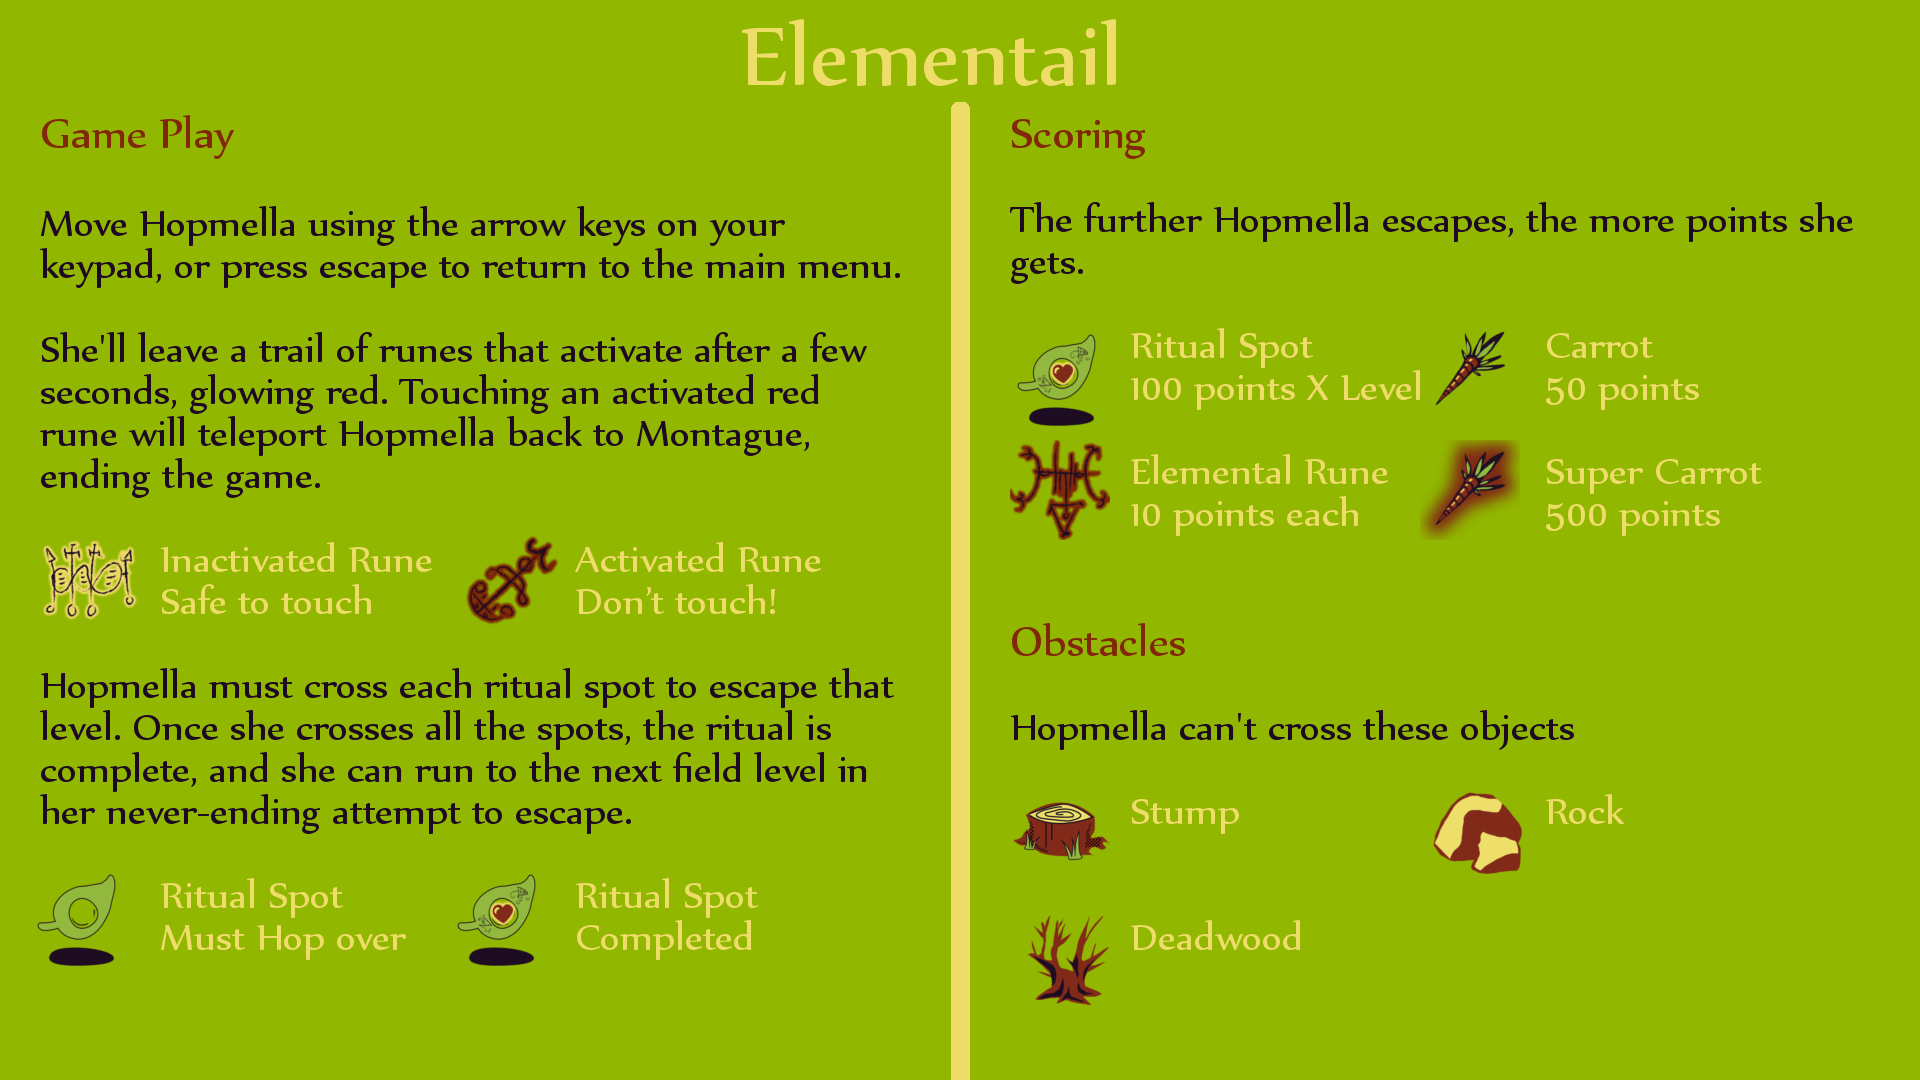 Elementail
Game Play
Move Hopmella using the arrow keys on your
keypad, or press escape to return to the main menu.
She'll leave a trail of runes that activate after a few
seconds, glowing red. Touching an activated red
rune will teleport Hopmella back to Montague,
ending the game.
Inactivated Rune
Safe to touch
Activated Rune
Don’t touch!
Hopmella must cross each ritual spot to escape that
level. Once she crosses all the spots, the ritual is
complete, and she can run to the next field level in
her never-ending attempt to escape.
Ritual Spot
Must Hop over
Ritual Spot
Completed
Scoring
The further Hopmella escapes, the more points she
gets.
Ritual Spot
100 points X Level
Carrot
50 points
Elemental Rune
10 points each
Super Carrot
500 points
Obstacles
Hopmella can't cross these objects
Stump
Rock
Deadwood